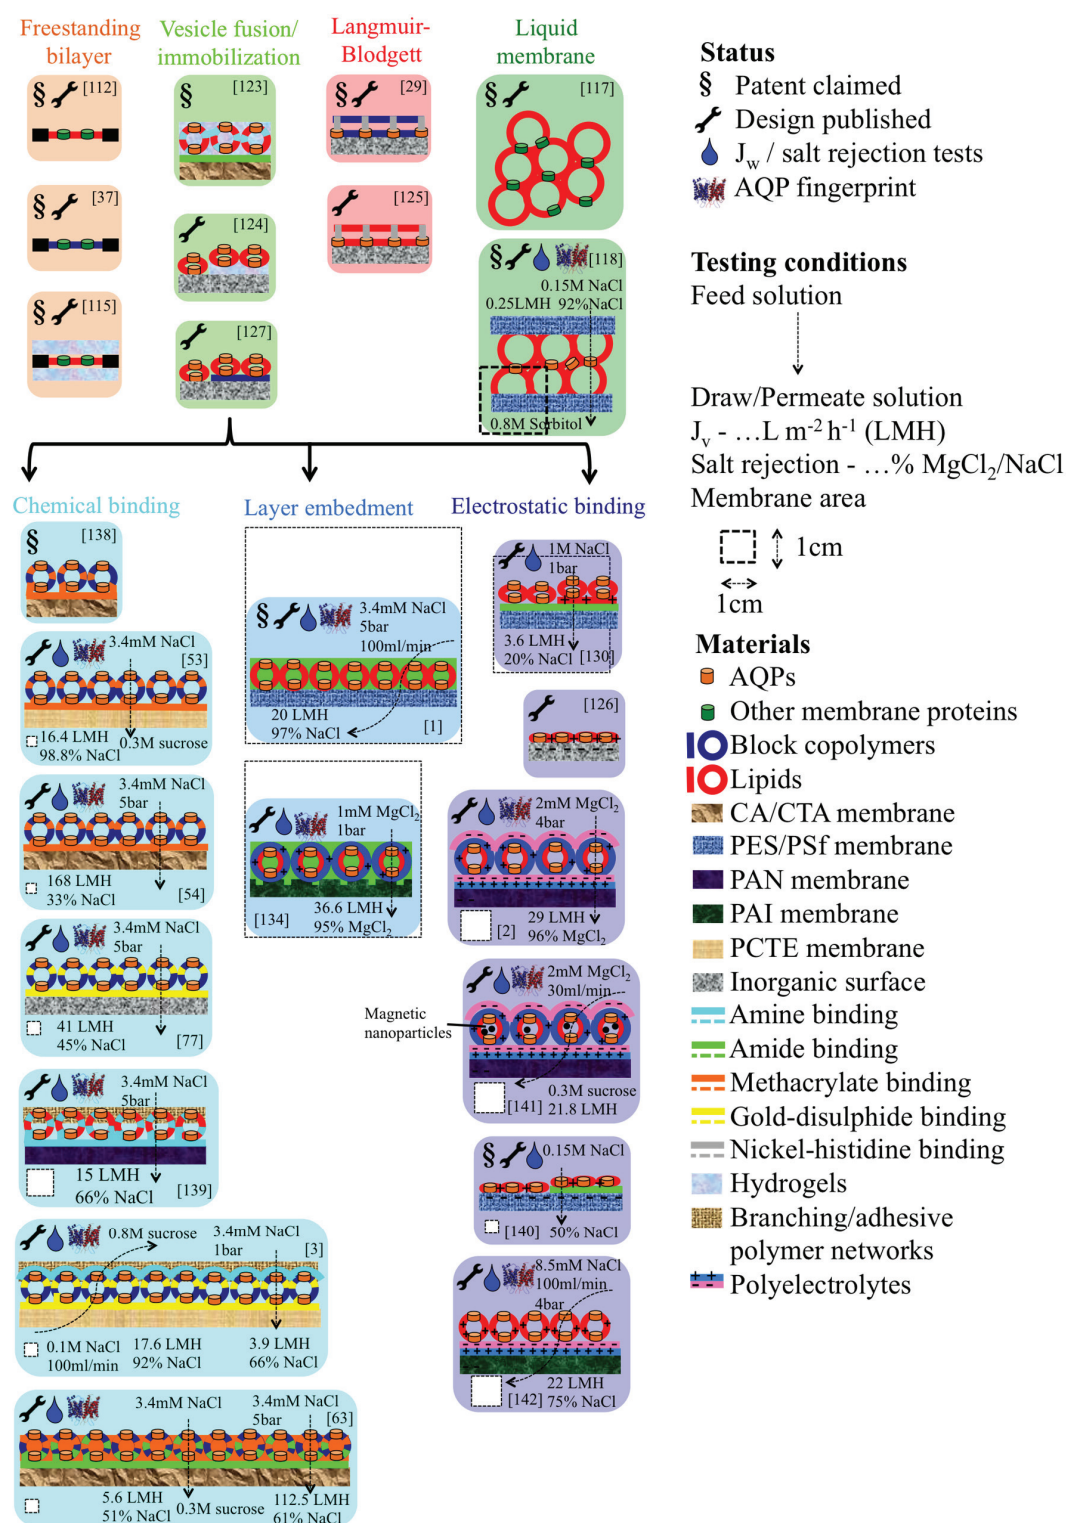 Freestanding
bilayer
§ [112]
§ [37]
§ [115]
Vesicle fusion/
immobilization
§ [123]
[124]
[127]
Langmuir-
Blodgett
§ [29]
[125]
Liquid
membrane
§ [117]
§ [118]
0.15M NaCl
0.25LMH 92%NaCl
0.8M Sorbitol
Chemical binding
§ [138]
3.4mM NaCl
[53]
16.4 LMH
98.8% NaCl
0.3M sucrose
3.4mM NaCl
5bar
168 LMH
33% NaCl
[54]
3.4mM NaCl
5bar
41 LMH
45% NaCl
[77]
3.4mM NaCl
5bar
15 LMH
66% NaCl
[139]
0.8M sucrose
3.4mM NaCl
1bar
[3]
0.1M NaCl
100ml/min
17.6 LMH
92% NaCl
3.9 LMH
66% NaCl
3.4mM NaCl
3.4mM NaCl
5bar
[63]
5.6 LMH
51% NaCl
0.3M sucrose
112.5 LMH
61% NaCl
Layer embedment
§
3.4mM NaCl
5bar
100ml/min
20 LMH
97% NaCl
[1]
1mM MgCl₂
1bar
36.6 LMH
95% MgCl₂
[134]
Electrostatic binding
1M NaCl
1bar
3.6 LMH
20% NaCl
[130]
[126]
2mM MgCl₂
4bar
29 LMH
96% MgCl₂
[2]
2mM MgCl₂
30ml/min
Magnetic
nanoparticles
0.3M sucrose
21.8 LMH
[141]
§ 0.15M NaCl
[140]
50% NaCl
8.5mM NaCl
100ml/min
4bar
22 LMH
75% NaCl
[142]
Status
§ Patent claimed
Design published
J_w / salt rejection tests
AQP fingerprint
Testing conditions
Feed solution
Draw/Permeate solution
J_v - …L m⁻² h⁻¹ (LMH)
Salt rejection - …% MgCl₂/NaCl
Membrane area
1cm
1cm
Materials
AQPs
Other membrane proteins
Block copolymers
Lipids
CA/CTA membrane
PES/PSf membrane
PAN membrane
PAI membrane
PCTE membrane
Inorganic surface
Amine binding
Amide binding
Methacrylate binding
Gold-disulphide binding
Nickel-histidine binding
Hydrogels
Branching/adhesive
polymer networks
Polyelectrolytes